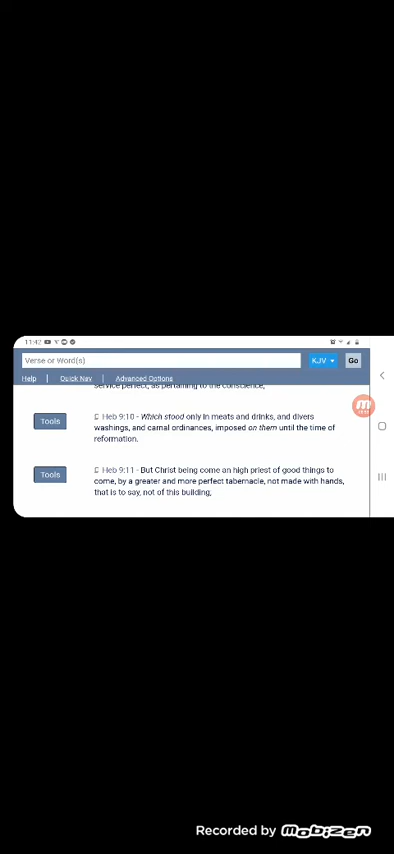 11:42
Verse or Word(s)
KJV
Go
Help | Quick Nav | Advanced Options
service perfect, as pertaining to the conscience;
Tools
Heb 9:10 - Which stood only in meats and drinks, and divers
washings, and carnal ordinances, imposed on them until the time of
reformation.
Tools
Heb 9:11 - But Christ being come an high priest of good things to
come, by a greater and more perfect tabernacle, not made with hands,
that is to say, not of this building;
Recorded by mobizen